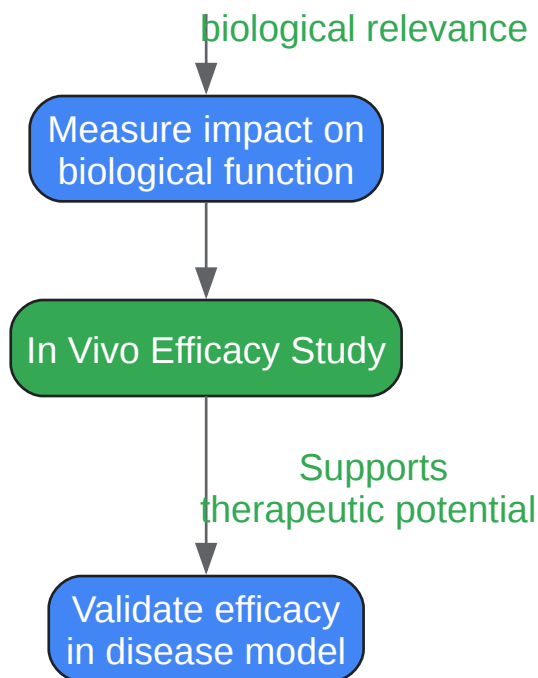 biological relevance
Measure impact on
biological function
In Vivo Efficacy Study
Supports
therapeutic potential
Validate efficacy
in disease model